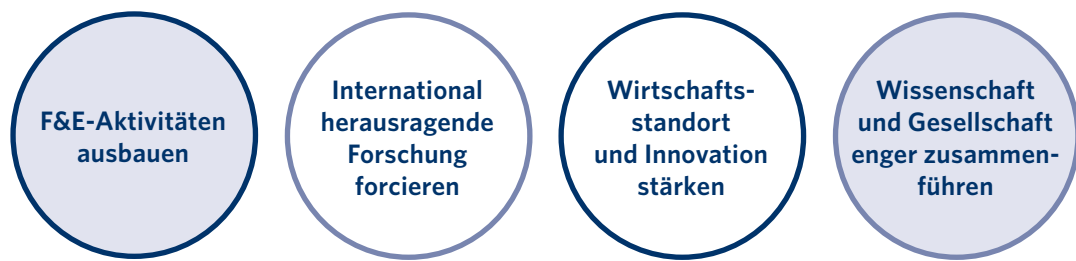 F&E-Aktivitäten
ausbauen
International
herausragende
Forschung
forcieren
Wirtschafts-
standort
und Innovation
stärken
Wissenschaft
und Gesellschaft
enger zusammen-
führen